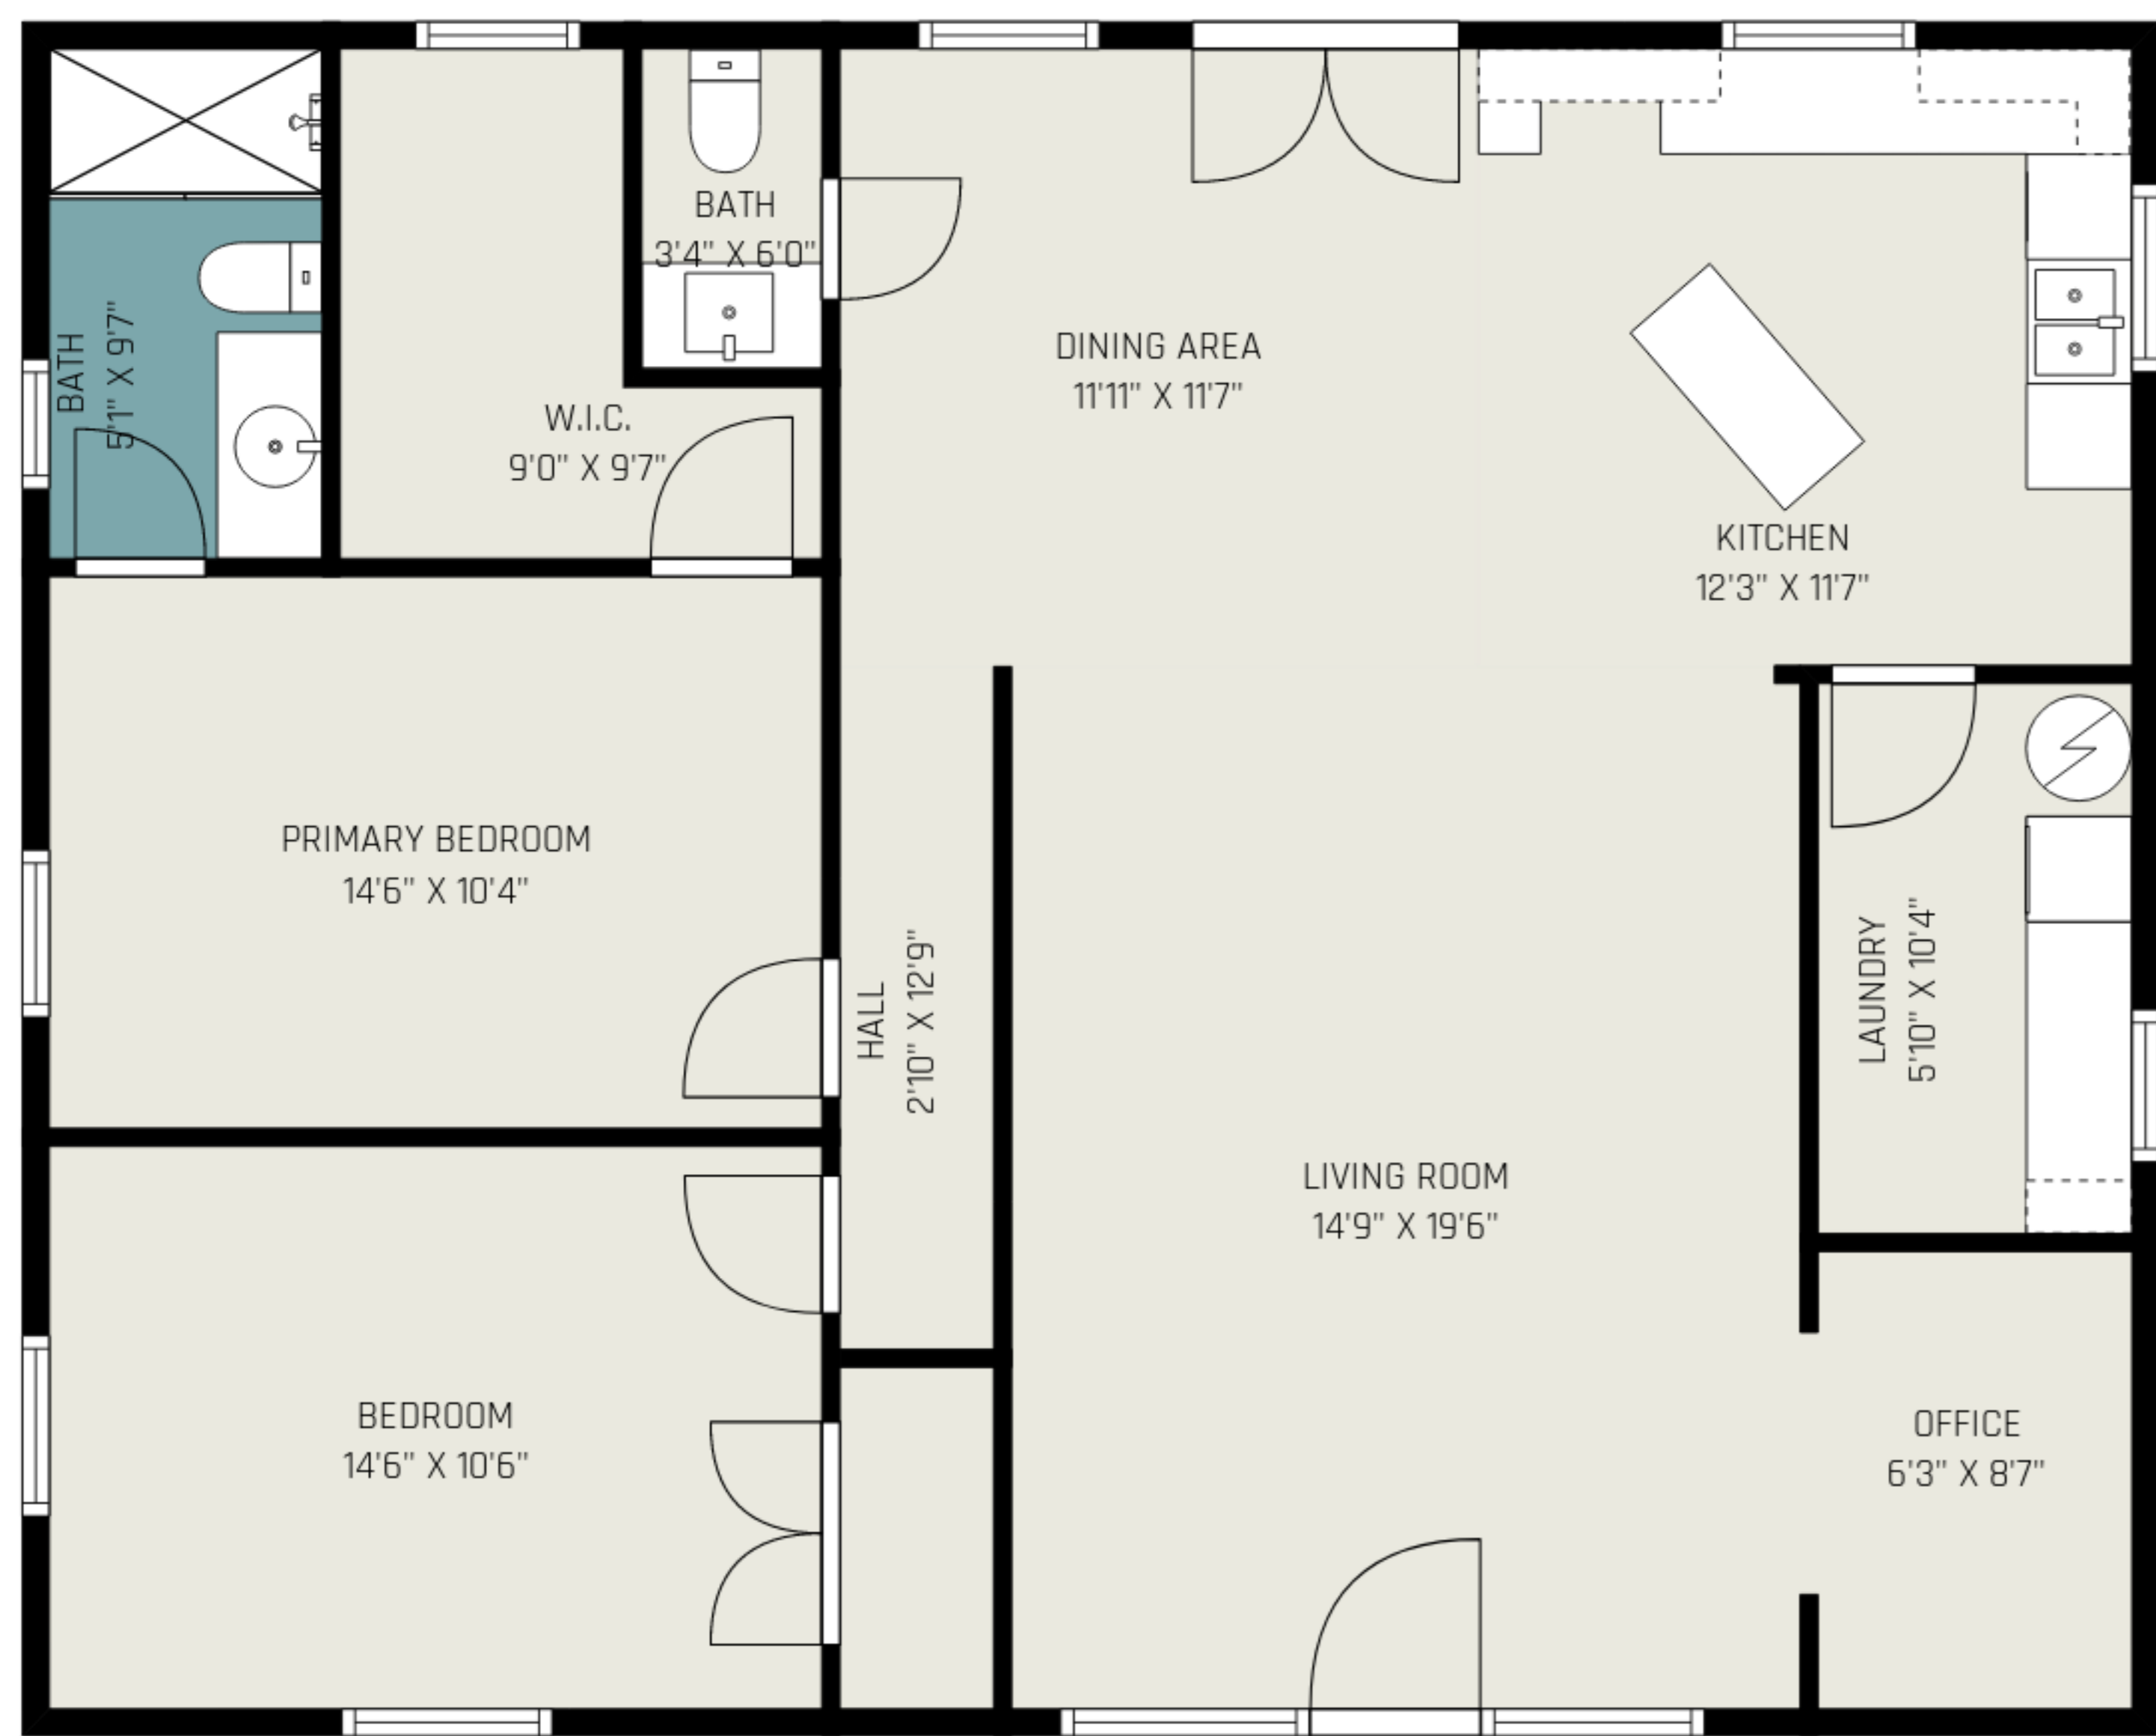 BATH
3'4" X 6'0"
BATH
5'1" X 9'7"
DINING AREA
11'11" X 11'7"
W.I.C.
9'0" X 9'7"
KITCHEN
12'3" X 11'7"
PRIMARY BEDROOM
14'6" X 10'4"
HALL
2'10" X 12'9"
LAUNDRY
5'10" X 10'4"
LIVING ROOM
14'9" X 19'6"
BEDROOM
14'6" X 10'6"
OFFICE
6'3" X 8'7"